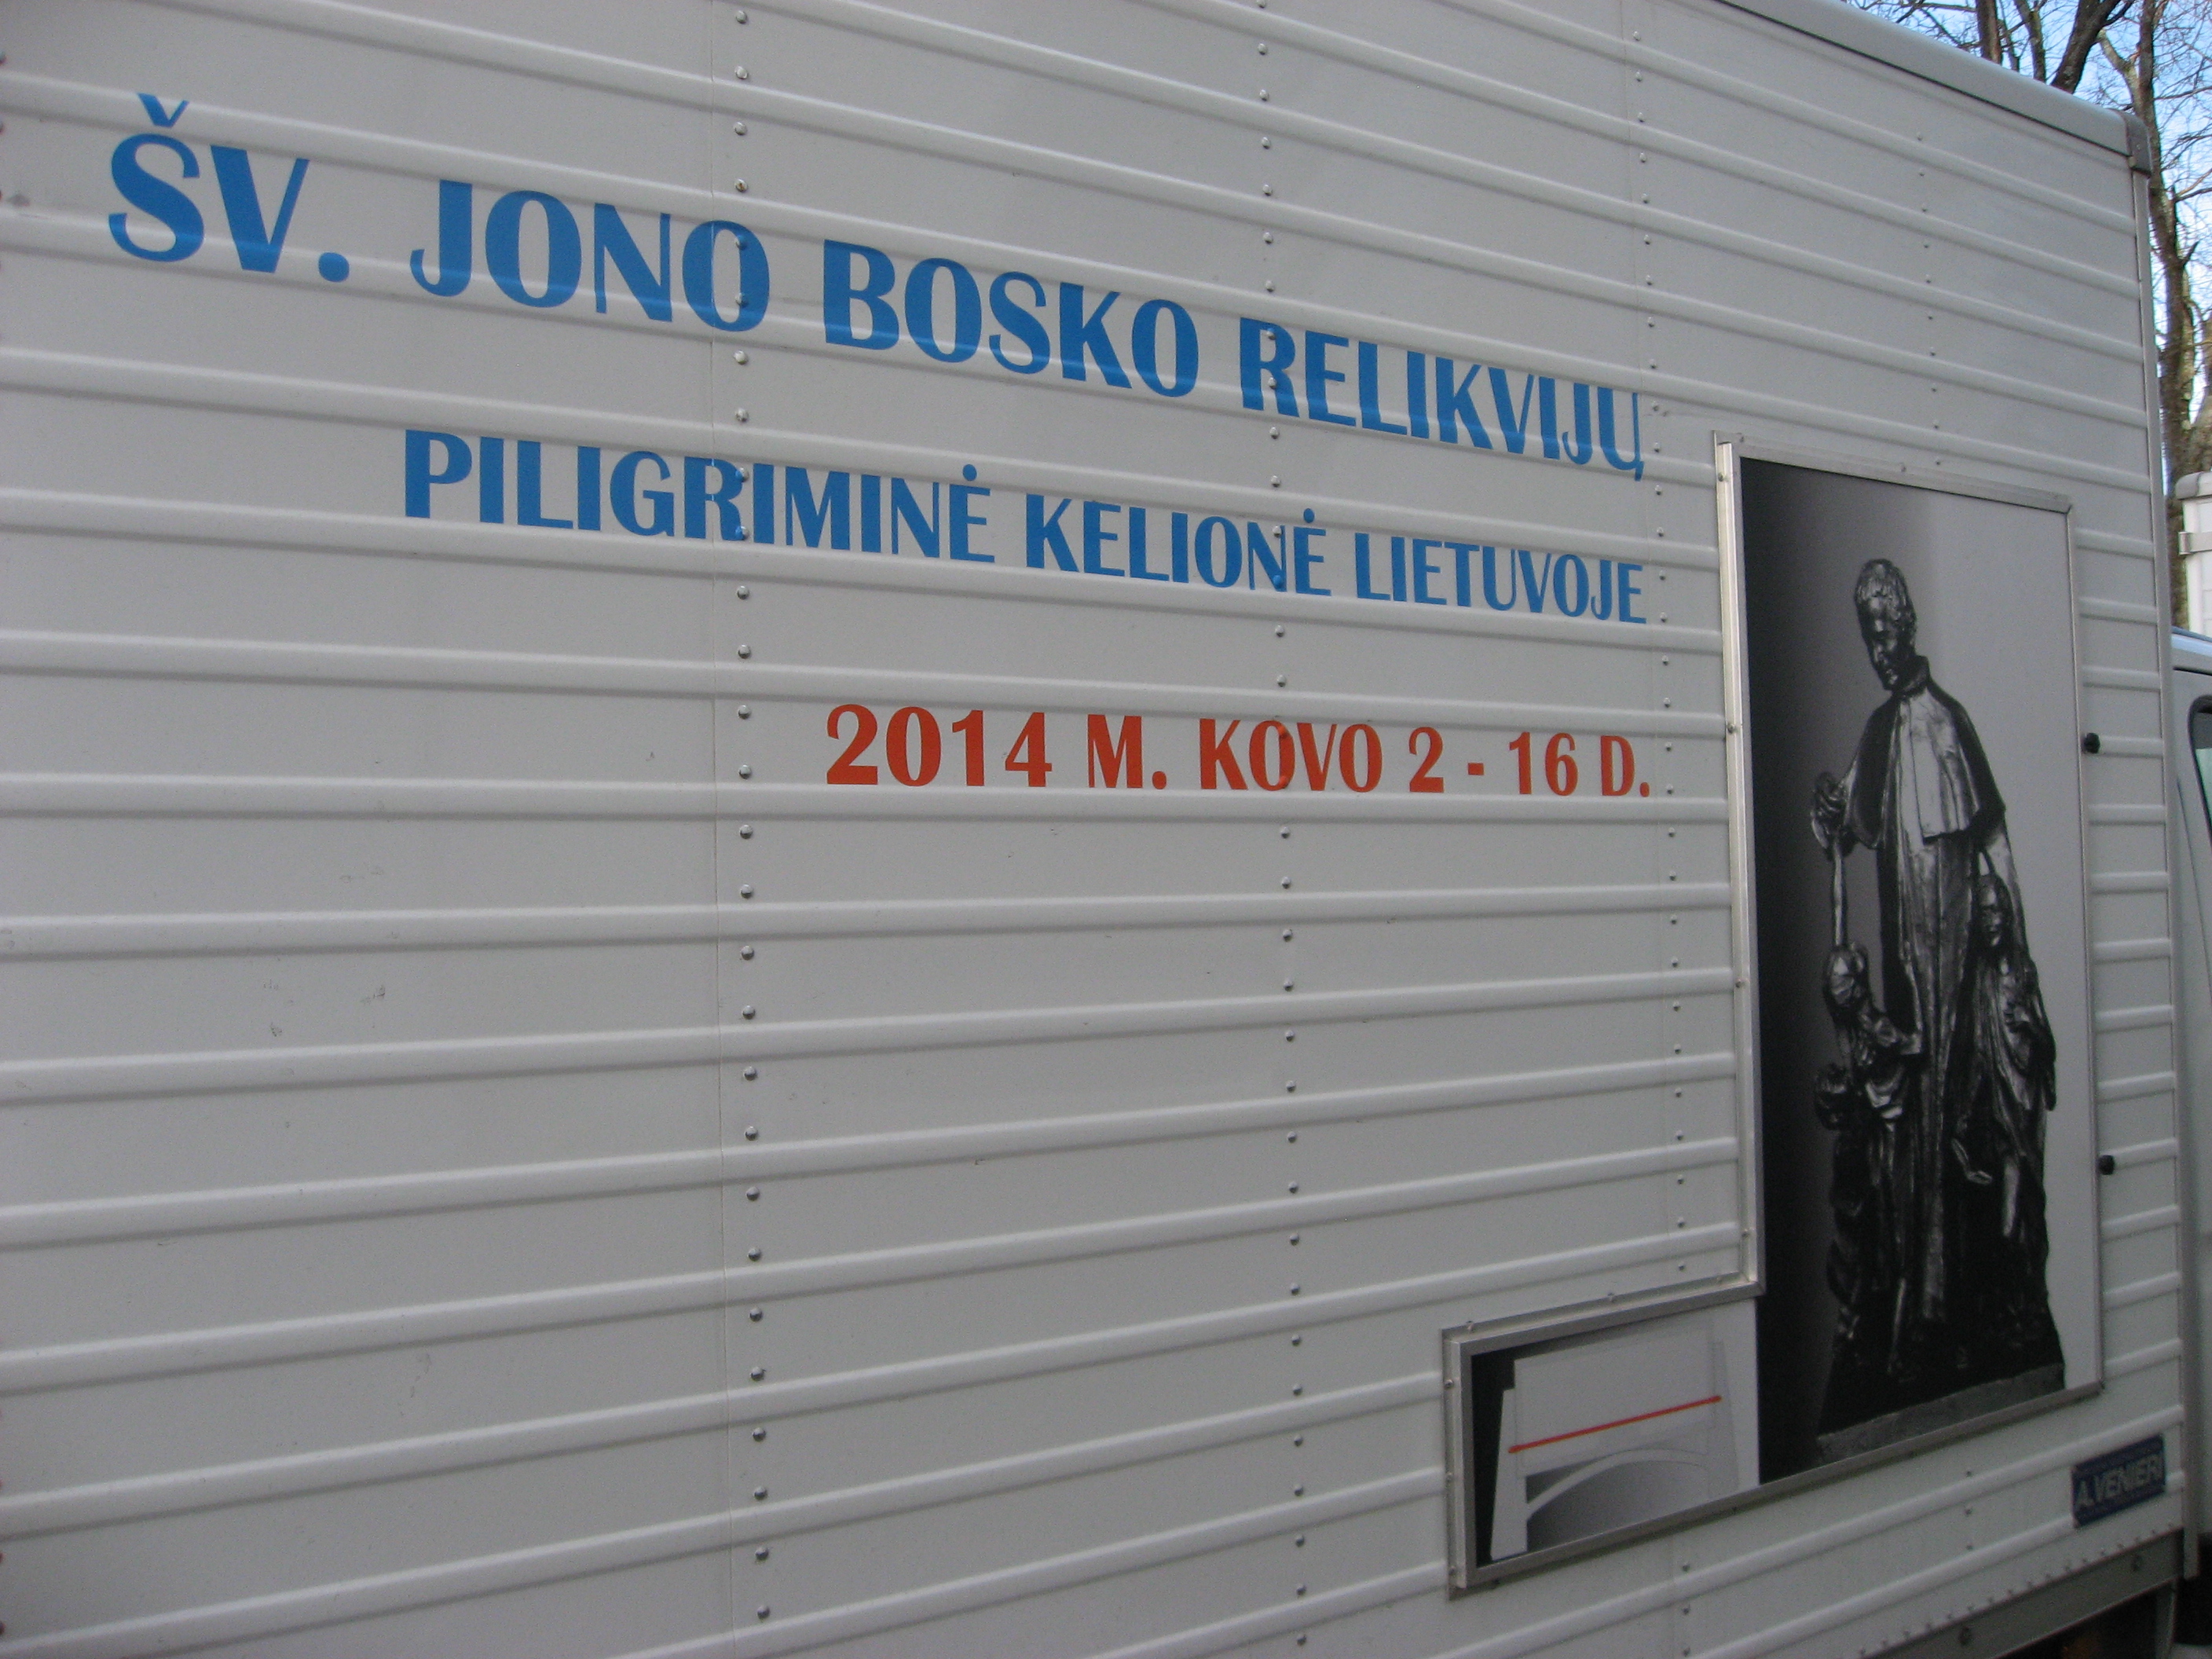 ŠV. JONO BOSKO RELIKVIJŲ
PILIGRIMINĖ KELIONĖ LIETUVOJE
2014 M. KOVO 2 - 16 D.
A.VENIERI